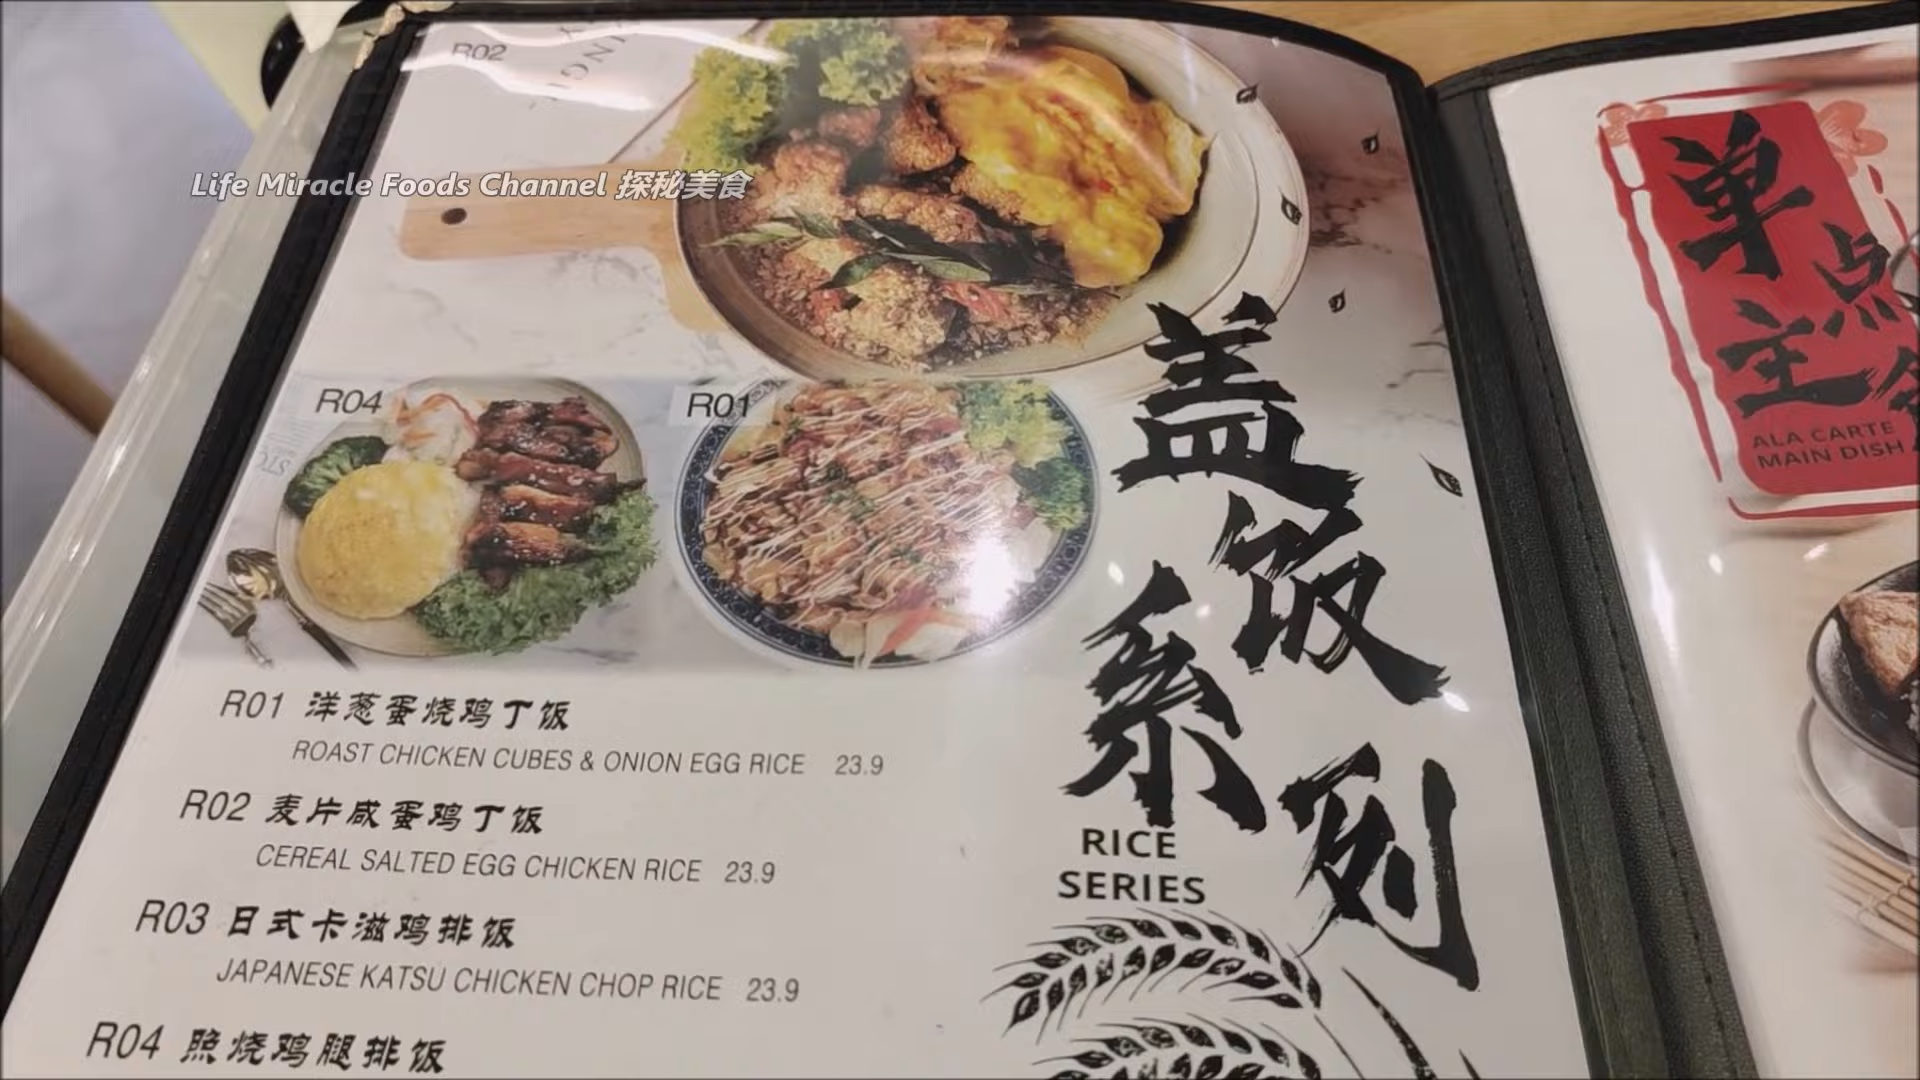 R02
Life Miracle Foods Channel 探秘美食
R04
R01
盖饭系列
RICE
SERIES
R01 洋葱蛋烧鸡丁饭
ROAST CHICKEN CUBES & ONION EGG RICE 23.9
R02 麦片咸蛋鸡丁饭
CEREAL SALTED EGG CHICKEN RICE 23.9
R03 日式卡滋鸡排饭
JAPANESE KATSU CHICKEN CHOP RICE 23.9
R04 照烧鸡腿排饭
单点
主
ALA CARTE
MAIN DISH